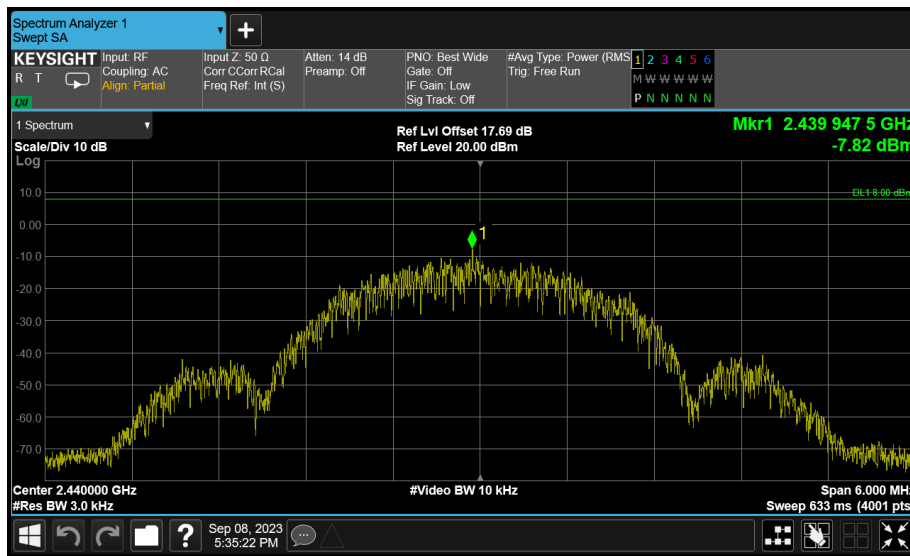 Spectrum Analyzer 1
Swept SA
+
KEYSIGHT
R T
LXI
Input: RF
Coupling: AC
Align: Partial
Input Z: 50 Ω
Corr CCorr RCal
Freq Ref: Int (S)
Atten: 14 dB
Preamp: Off
PNO: Best Wide
Gate: Off
IF Gain: Low
Sig Track: Off
#Avg Type: Power (RMS
Trig: Free Run
1 2 3 4 5 6
M W W W W W
P N N N N N
1 Spectrum
Scale/Div 10 dB
Ref Lvl Offset 17.69 dB
Ref Level 20.00 dBm
Mkr1 2.439 947 5 GHz
-7.82 dBm
Log
10.0
DL1 8.00 dBm
0.00
1
-10.0
-20.0
-30.0
-40.0
-50.0
-60.0
-70.0
Center 2.440000 GHz
#Res BW 3.0 kHz
#Video BW 10 kHz
Span 6.000 MHz
Sweep 633 ms (4001 pts
?
Sep 08, 2023
5:35:22 PM